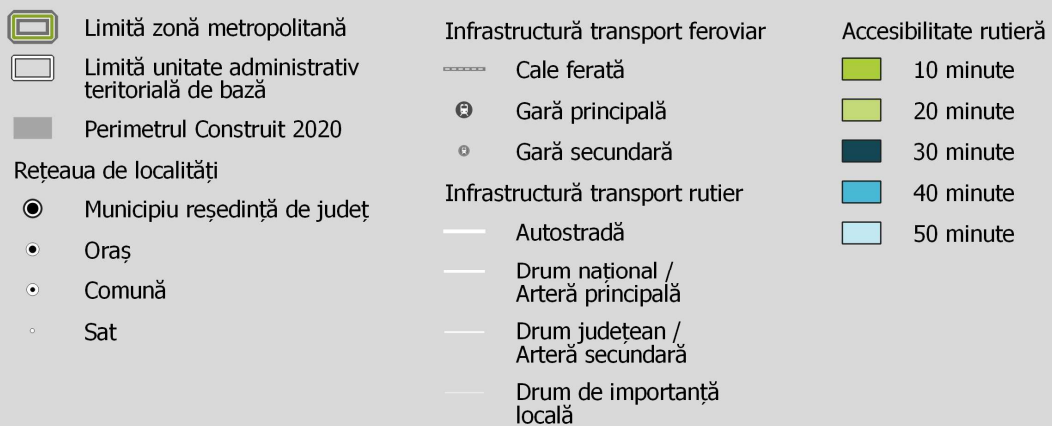 Limită zonă metropolitană
Limită unitate administrativ
teritorială de bază
Perimetrul Construit 2020
Rețeaua de localități
Municipiu reședință de județ
Oraș
Comună
Sat
Infrastructură transport feroviar
Cale ferată
Gară principală
Gară secundară
Infrastructură transport rutier
Autostradă
Drum național /
Arteră principală
Drum județean /
Arteră secundară
Drum de importanță
locală
Accesibilitate rutieră
10 minute
20 minute
30 minute
40 minute
50 minute